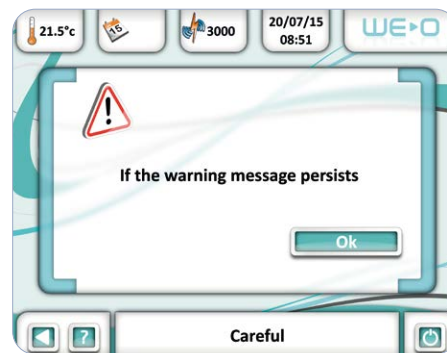 21.5°c
15
3000
20/07/15
08:51
WE▸O
If the warning message persists
Ok
?
Careful